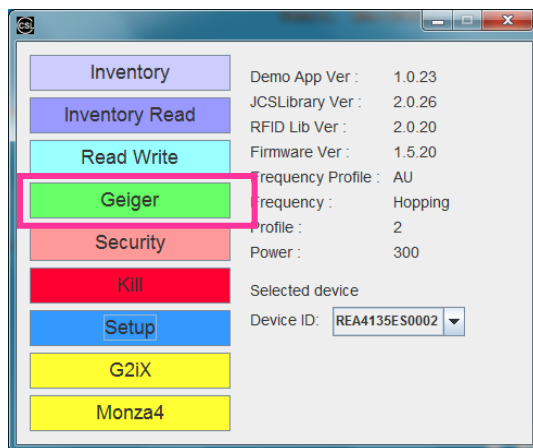 CSL
Inventory
Inventory Read
Read Write
Geiger
Security
Kill
Setup
G2iX
Monza4
Demo App Ver : 1.0.23
JCSLibrary Ver : 2.0.26
RFID Lib Ver : 2.0.20
Firmware Ver : 1.5.20
Frequency Profile : AU
Frequency : Hopping
Profile : 2
Power : 300
Selected device
Device ID: REA4135ES0002